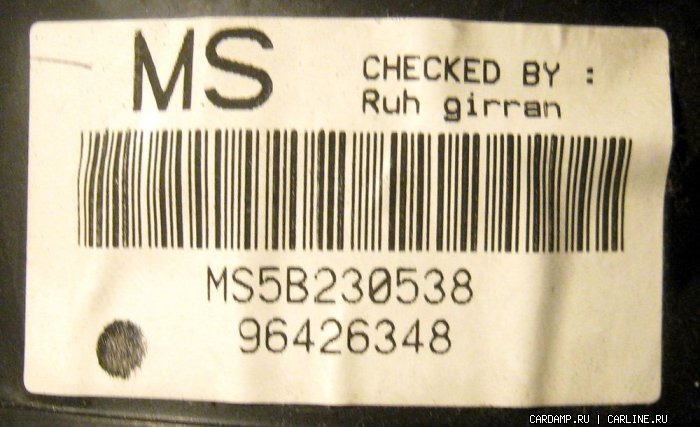 MS
CHECKED BY :
Ruh girran
MS5B230538
96426348
CARDAMP.RU | CARLINE.RU